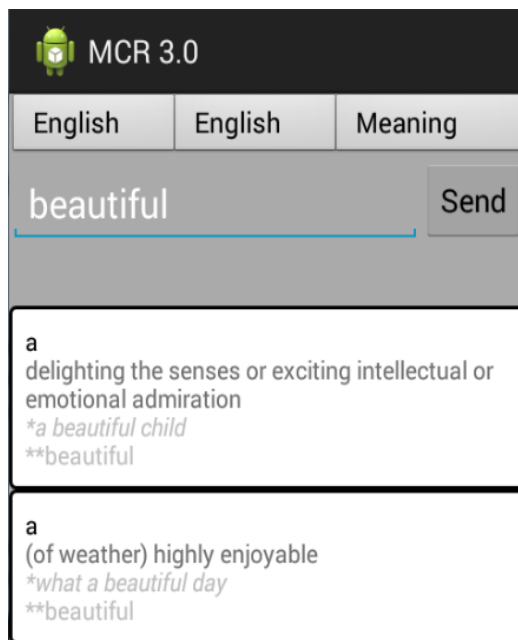 MCR 3.0
English English Meaning
beautiful Send
a
delighting the senses or exciting intellectual or
emotional admiration
*a beautiful child
**beautiful
a
(of weather) highly enjoyable
*what a beautiful day
**beautiful